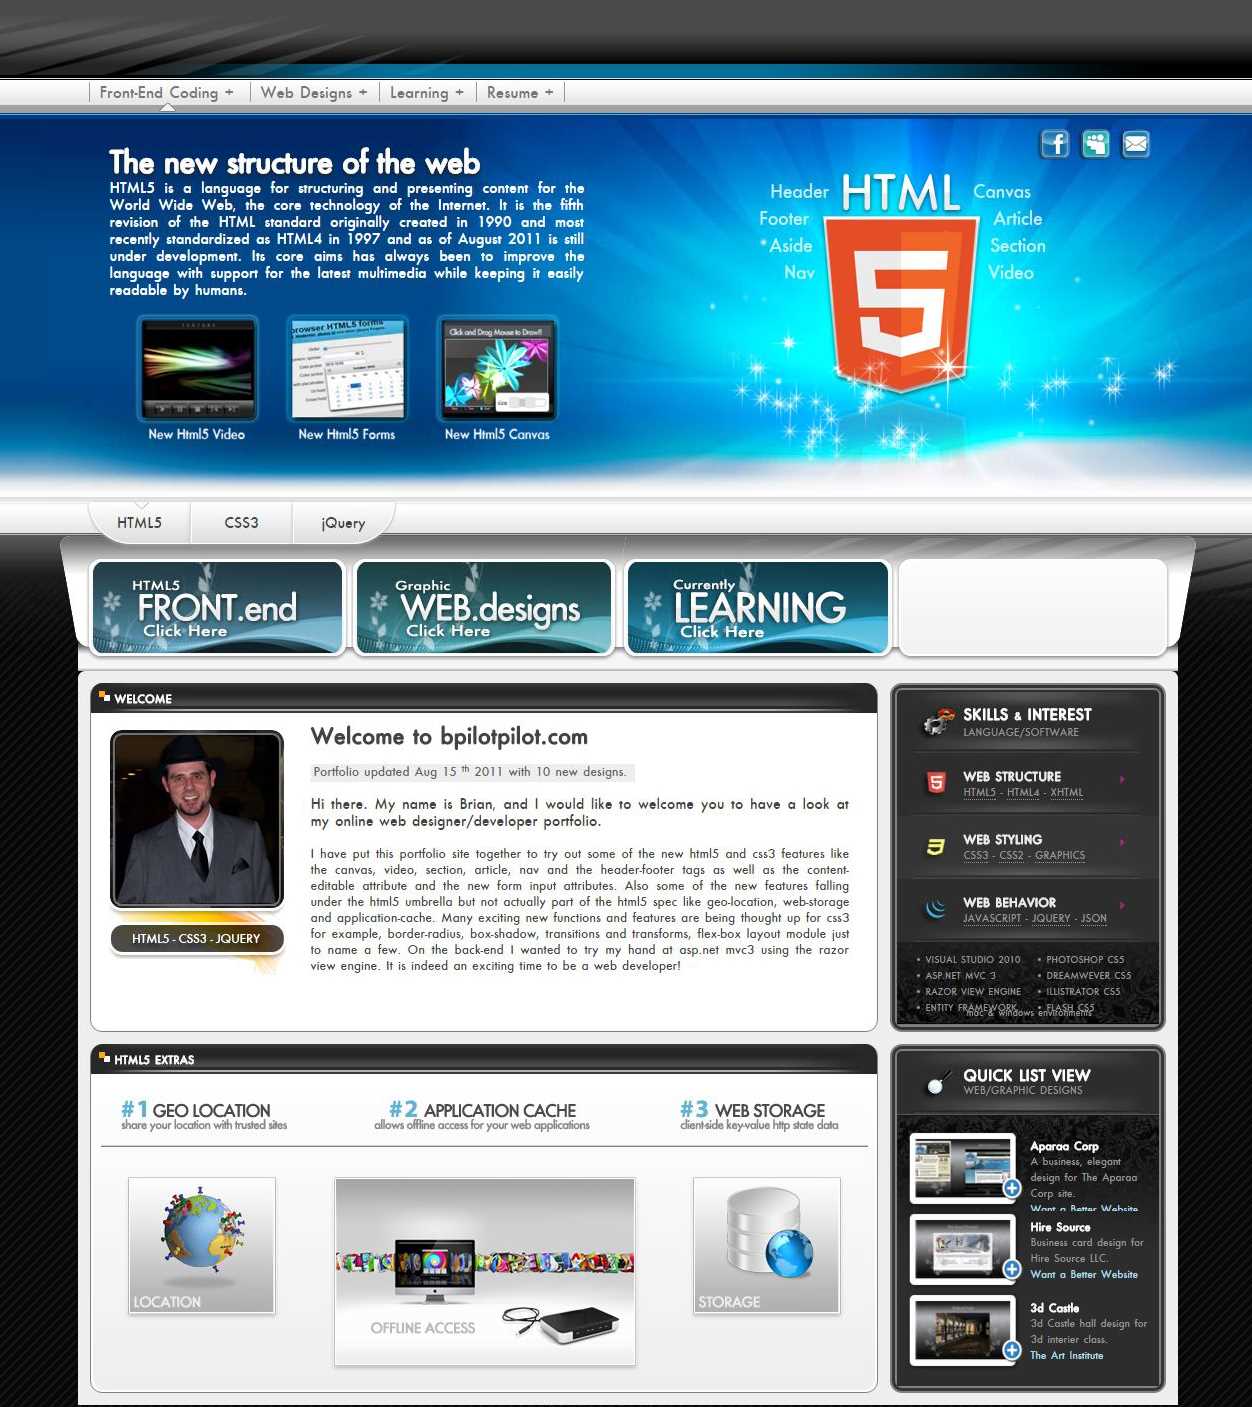 Front-End Coding +
Web Designs +
Learning +
Resume +
The new structure of the web
HTML5 is a language for structuring and presenting content for the
World Wide Web, the core technology of the Internet. It is the fifth
revision of the HTML standard originally created in 1990 and most
recently standardized as HTML4 in 1997 and as of August 2011 is still
under development. Its core aims has always been to improve the
language with support for the latest multimedia while keeping it easily
readable by humans.
Header
HTML
Canvas
Footer
Article
*Aside
Section
Nav
Video
5
browser HTML5 forms
Click and Drag Mouse to Draw!!
New Html5 Video
New Html5 Forms
New Html5 Canvas
HTML5
CSS3
jQuery
HTML5
FRONT.end
Click Here
Graphic
WEB.designs
Click Here
Currently
LEARNING
Click Here
WELCOME
Welcome to bpilotpilot.com
Portfolio updated Aug 15 th 2011 with 10 new designs.
Hi there. My name is Brian, and I would like to welcome you to have a look at
my online web designer/developer portfolio.
I have put this portfolio site together to try out some of the new html5 and css3 features like
the canvas, video, section, article, nav and the header-footer tags as well as the content-
editable attribute and the new form input attributes. Also some of the new features falling
under the html5 umbrella but not actually part of the html5 spec like geo-location, web-storage
and application-cache. Many exciting new functions and features are being thought up for css3
for example, border-radius, box-shadow, transitions and transforms, flex-box layout module just
to name a few. On the back-end I wanted to try my hand at asp.net mvc3 using the razor
view engine. It is indeed an exciting time to be a web developer!
HTML5 - CSS3 - JQUERY
SKILLS & INTEREST
LANGUAGE/SOFTWARE
WEB STRUCTURE
HTML5 - HTML4 - XHTML
WEB STYLING
CSS3 - CSS2 - GRAPHICS
WEB BEHAVIOR
JAVASCRIPT - JQUERY - JSON
• VISUAL STUDIO 2010
• ASP.NET MVC 3
• RAZOR VIEW ENGINE
• ENTITY FRAMEWORK
• PHOTOSHOP CS5
• DREAMWEVER CS5
• ILLISTRATOR CS5
• FLASH CS5
mac & windows environments
HTML5 EXTRAS
#1 GEO LOCATION
share your location with trusted sites
#2 APPLICATION CACHE
allows offline access for your web applications
#3 WEB STORAGE
client-side key-value http state data
LOCATION
OFFLINE ACCESS
STORAGE
QUICK LIST VIEW
WEB/GRAPHIC DESIGNS
Aparaa Corp
A business, elegant
design for The Aparaa
Corp site.
Want a Better Website
Hire Source
Business card design for
Hire Source LLC.
Want a Better Website
3d Castle
3d Castle hall design for
3d interier class.
The Art Institute